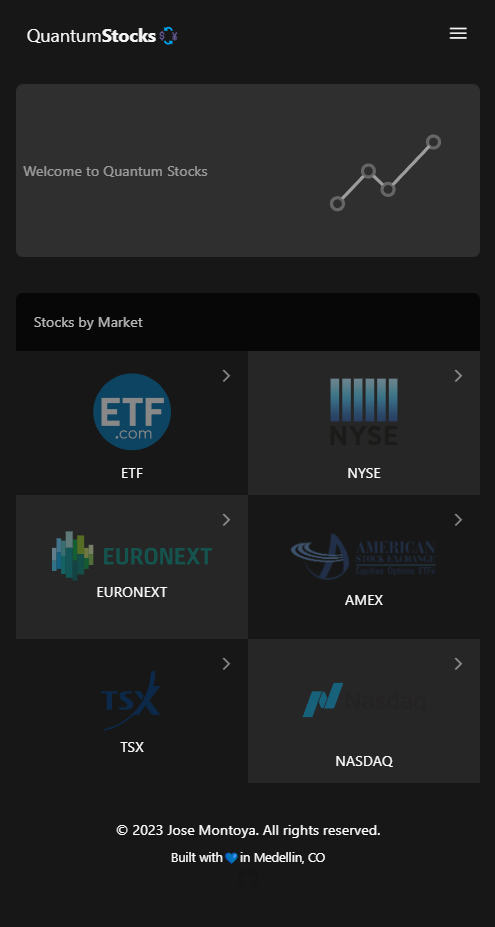 QuantumStocks
Welcome to Quantum Stocks
Stocks by Market
ETF
.com
ETF
NYSE
NYSE
EURONEXT
EURONEXT
AMERICAN
STOCK EXCHANGE
Equities Options ETFs
AMEX
TSX
TSX
Nasdaq
NASDAQ
© 2023 Jose Montoya. All rights reserved.
Built with 💙 in Medellin, CO